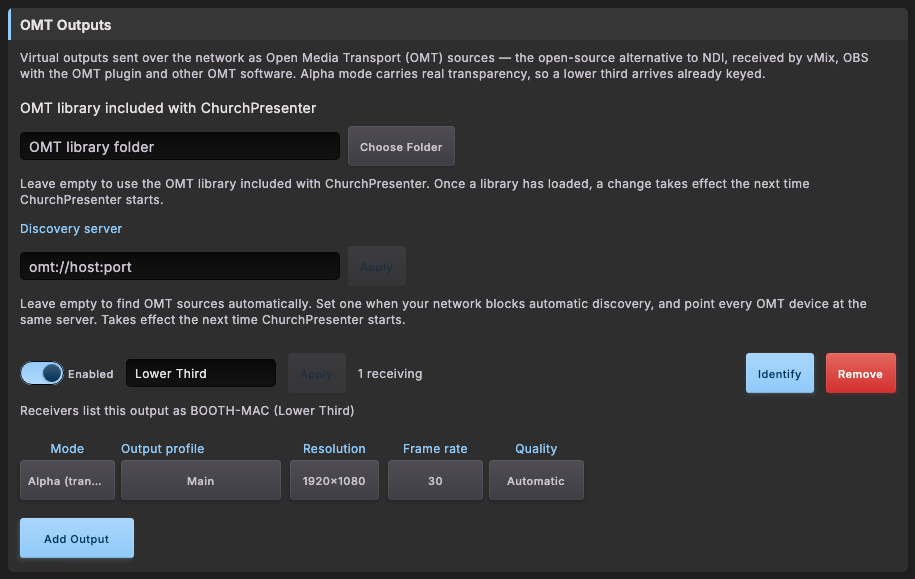 OMT Outputs
Virtual outputs sent over the network as Open Media Transport (OMT) sources — the open-source alternative to NDI, received by vMix, OBS
with the OMT plugin and other OMT software. Alpha mode carries real transparency, so a lower third arrives already keyed.
OMT library included with ChurchPresenter
OMT library folder
Choose Folder
Leave empty to use the OMT library included with ChurchPresenter. Once a library has loaded, a change takes effect the next time
ChurchPresenter starts.
Discovery server
omt://host:port
Apply
Leave empty to find OMT sources automatically. Set one when your network blocks automatic discovery, and point every OMT device at the
same server. Takes effect the next time ChurchPresenter starts.
Enabled
Lower Third
Apply
1 receiving
Identify
Remove
Receivers list this output as BOOTH-MAC (Lower Third)
Mode Output profile Resolution Frame rate Quality
Alpha (tran... Main 1920×1080 30 Automatic
Add Output